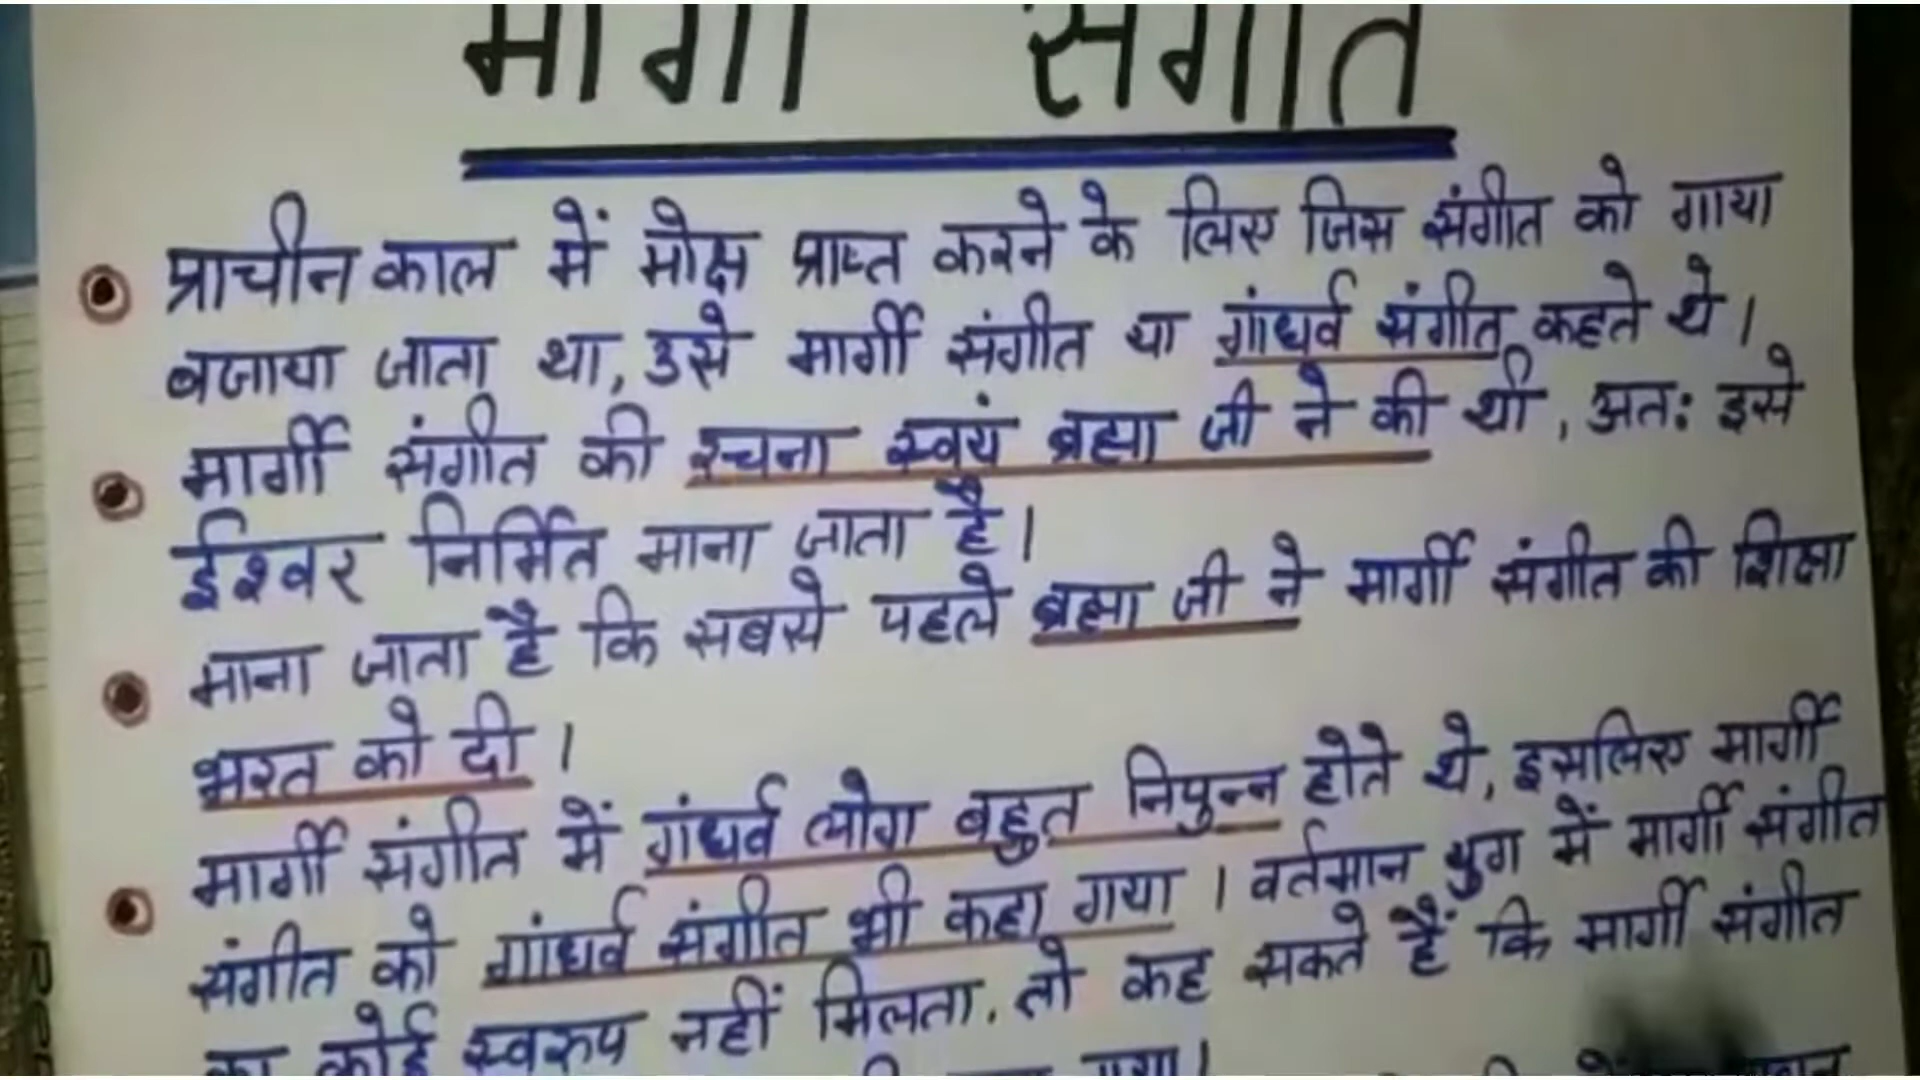 मार्गी संगीत
प्राचीन काल में मोक्ष प्राप्त करने के लिए जिस संगीत को गाया
बजाया जाता था, उसे मार्गी संगीत या गांधर्व संगीत कहते थे।
मार्गी संगीत की रचना स्वयं ब्रह्मा जी ने की थी, अतः इसे
ईश्वर निर्मित माना जाता है।
माना जाता है कि सबसे पहले ब्रह्मा जी ने मार्गी संगीत की शिक्षा
भरत को दी।
मार्गी संगीत में गंधर्व लोग बहुत निपुन्न होते थे, इसलिए मार्गी
संगीत को गांधर्व संगीत भी कहा गया। वर्तमान युग में मार्गी संगीत
का कोई स्वरुप नहीं मिलता, तो कह सकते हैं कि मार्गी संगीत
गया।